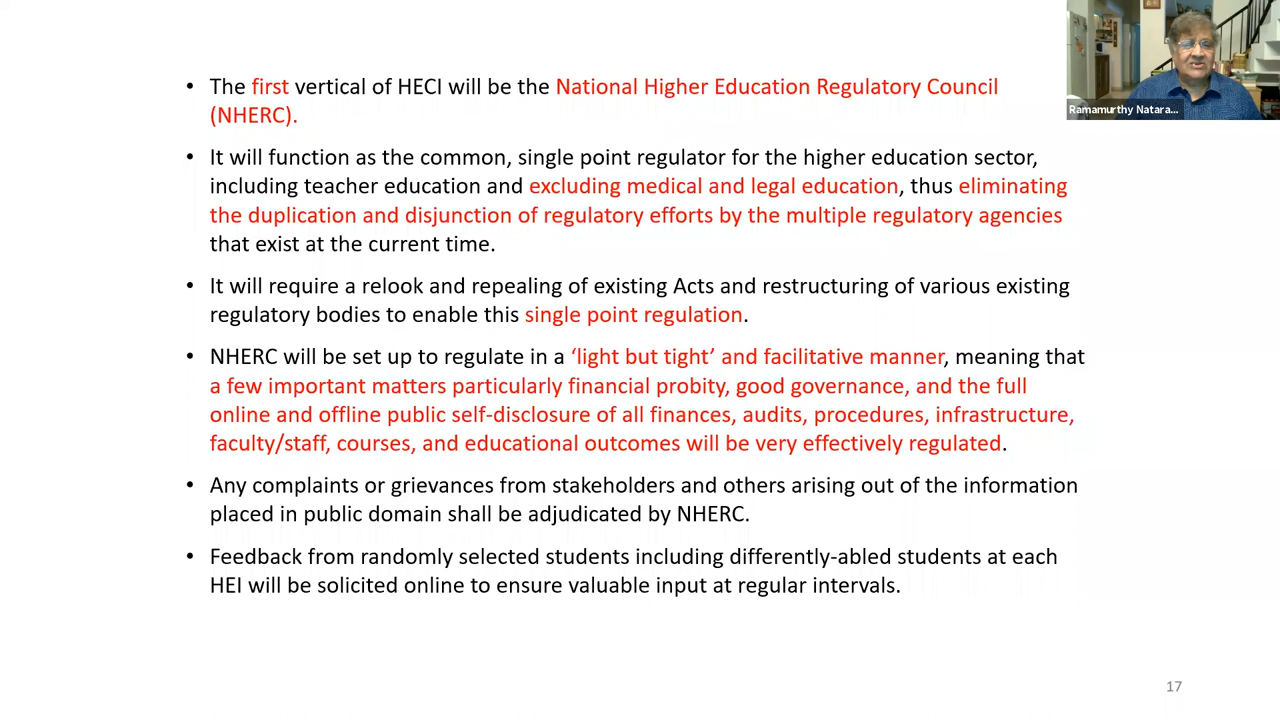 • The first vertical of HECI will be the National Higher Education Regulatory Council
(NHERC).
• It will function as the common, single point regulator for the higher education sector,
including teacher education and excluding medical and legal education, thus eliminating
the duplication and disjunction of regulatory efforts by the multiple regulatory agencies
that exist at the current time.
• It will require a relook and repealing of existing Acts and restructuring of various existing
regulatory bodies to enable this single point regulation.
• NHERC will be set up to regulate in a ‘light but tight’ and facilitative manner, meaning that
a few important matters particularly financial probity, good governance, and the full
online and offline public self-disclosure of all finances, audits, procedures, infrastructure,
faculty/staff, courses, and educational outcomes will be very effectively regulated.
• Any complaints or grievances from stakeholders and others arising out of the information
placed in public domain shall be adjudicated by NHERC.
• Feedback from randomly selected students including differently-abled students at each
HEI will be solicited online to ensure valuable input at regular intervals.
Ramamurthy Natara...
17